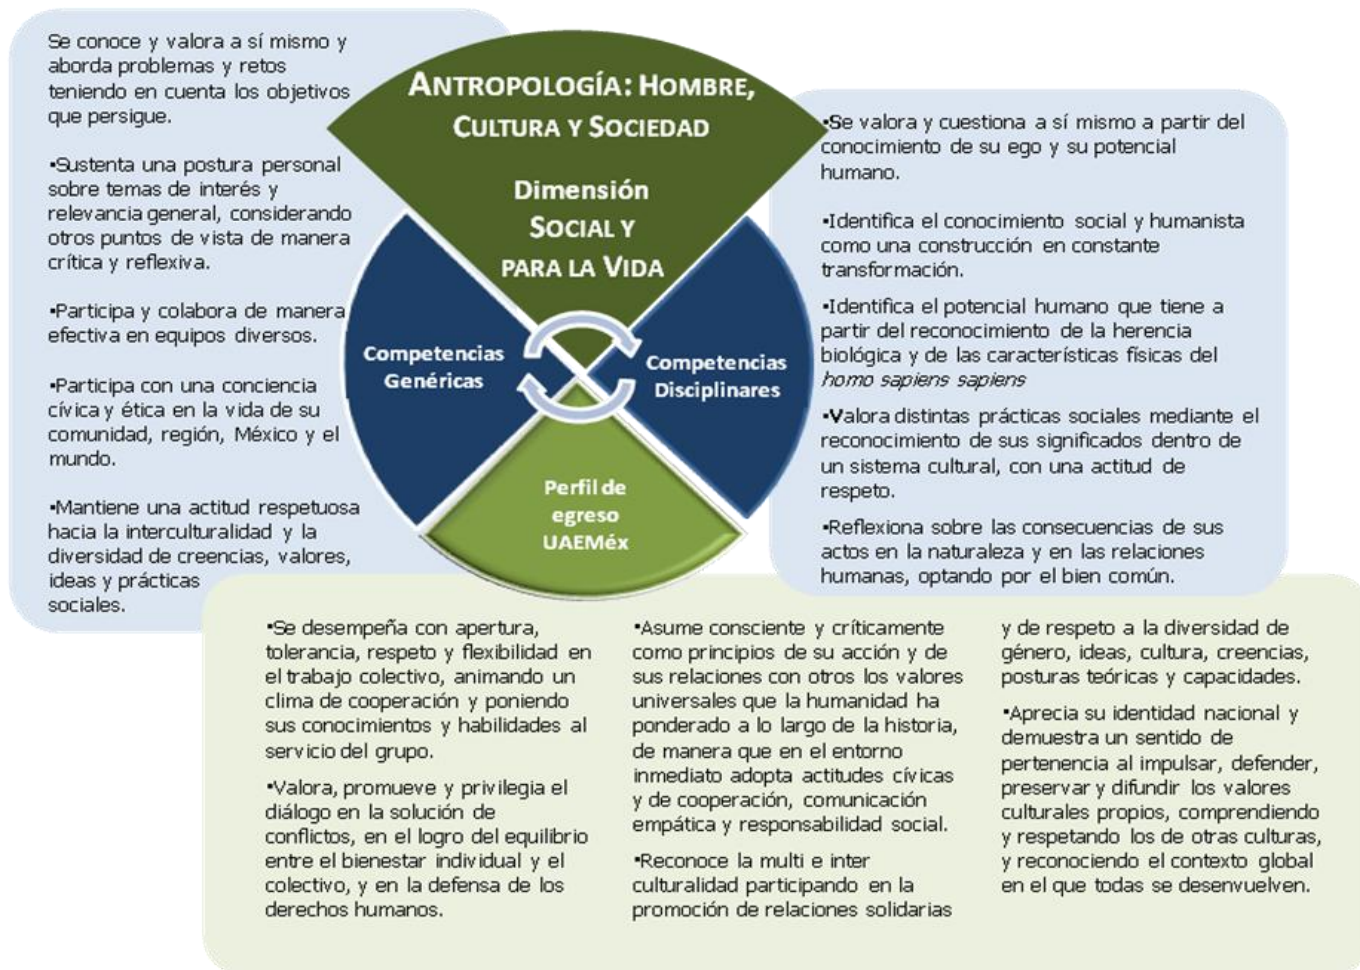 Se conoce y valora a sí mismo y
aborda problemas y retos
teniendo en cuenta los objetivos
que persigue.
•Sustenta una postura personal
sobre temas de interés y
relevancia general, considerando
otros puntos de vista de manera
crítica y reflexiva.
•Participa y colabora de manera
efectiva en equipos diversos.
•Participa con una conciencia
cívica y ética en la vida de su
comunidad, región, México y el
mundo.
•Mantiene una actitud respetuosa
hacia la interculturalidad y la
diversidad de creencias, valores,
ideas y prácticas
sociales.
ANTROPOLOGÍA: HOMBRE,
CULTURA Y SOCIEDAD
Dimensión
SOCIAL Y
PARA LA VIDA
Competencias
Genéricas
Competencias
Disciplinares
Perfil de
egreso
UAEMéx
•Se valora y cuestiona a sí mismo a partir del
conocimiento de su ego y su potencial
humano.
•Identifica el conocimiento social y humanista
como una construcción en constante
transformación.
•Identifica el potencial humano que tiene a
partir del reconocimiento de la herencia
biológica y de las características físicas del
homo sapiens sapiens
•Valora distintas prácticas sociales mediante el
reconocimiento de sus significados dentro de
un sistema cultural, con una actitud de
respeto.
•Reflexiona sobre las consecuencias de sus
actos en la naturaleza y en las relaciones
humanas, optando por el bien común.
•Se desempeña con apertura,
tolerancia, respeto y flexibilidad en
el trabajo colectivo, animando un
clima de cooperación y poniendo
sus conocimientos y habilidades al
servicio del grupo.
•Valora, promueve y privilegia el
diálogo en la solución de
conflictos, en el logro del equilibrio
entre el bienestar individual y el
colectivo, y en la defensa de los
derechos humanos.
•Asume consciente y críticamente
como principios de su acción y de
sus relaciones con otros los valores
universales que la humanidad ha
ponderado a lo largo de la historia,
de manera que en el entorno
inmediato adopta actitudes cívicas
y de cooperación, comunicación
empática y responsabilidad social.
•Reconoce la multi e inter
culturalidad participando en la
promoción de relaciones solidarias
y de respeto a la diversidad de
género, ideas, cultura, creencias,
posturas teóricas y capacidades.
•Aprecia su identidad nacional y
demuestra un sentido de
pertenencia al impulsar, defender,
preservar y difundir los valores
culturales propios, comprendiendo
y respetando los de otras culturas,
y reconociendo el contexto global
en el que todas se desenvuelven.